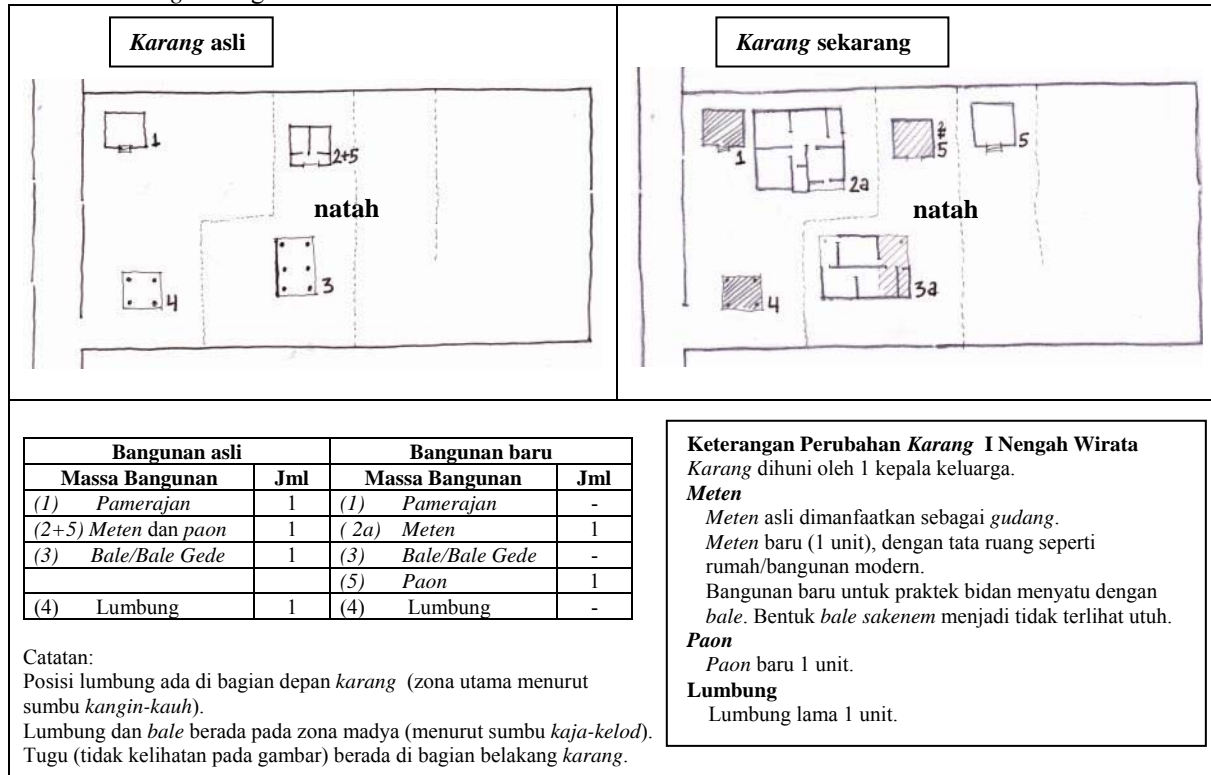 Karang asli
1
2+5
natah
3
4
Karang sekarang
1
2a
5
natah
3a
4
Bangunan asli Bangunan baru
Massa Bangunan Jml Massa Bangunan Jml
(1) Pamerajan 1 (1) Pamerajan -
(2+5) Meten dan paon 1 ( 2a) Meten 1
(3) Bale/Bale Gede 1 (3) Bale/Bale Gede -
(5) Paon 1
(4) Lumbung 1 (4) Lumbung -
Catatan:
Posisi lumbung ada di bagian depan karang (zona utama menurut
sumbu kangin-kauh).
Lumbung dan bale berada pada zona madya (menurut sumbu kaja-kelod).
Tugu (tidak kelihatan pada gambar) berada di bagian belakang karang.
Keterangan Perubahan Karang I Nengah Wirata
Karang dihuni oleh 1 kepala keluarga.
Meten
Meten asli dimanfaatkan sebagai gudang.
Meten baru (1 unit), dengan tata ruang seperti
rumah/bangunan modern.
Bangunan baru untuk praktek bidan menyatu dengan
bale. Bentuk bale sakenem menjadi tidak terlihat utuh.
Paon
Paon baru 1 unit.
Lumbung
Lumbung lama 1 unit.